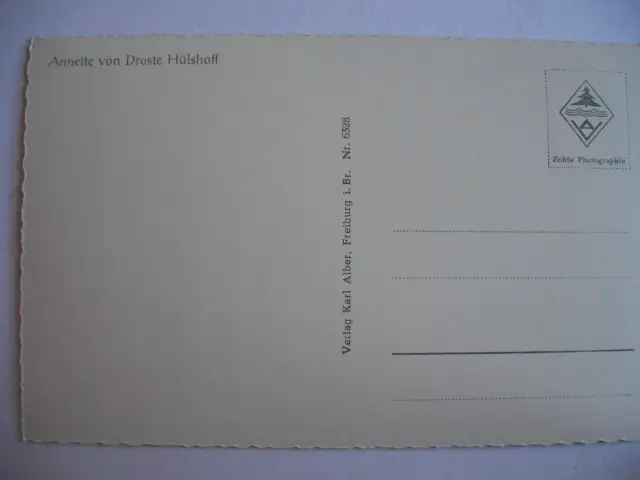 Annette von Droste Hülshoff
Verlag Karl Alber, Freiburg i. Br. Nr. 6328
Echte Photographie